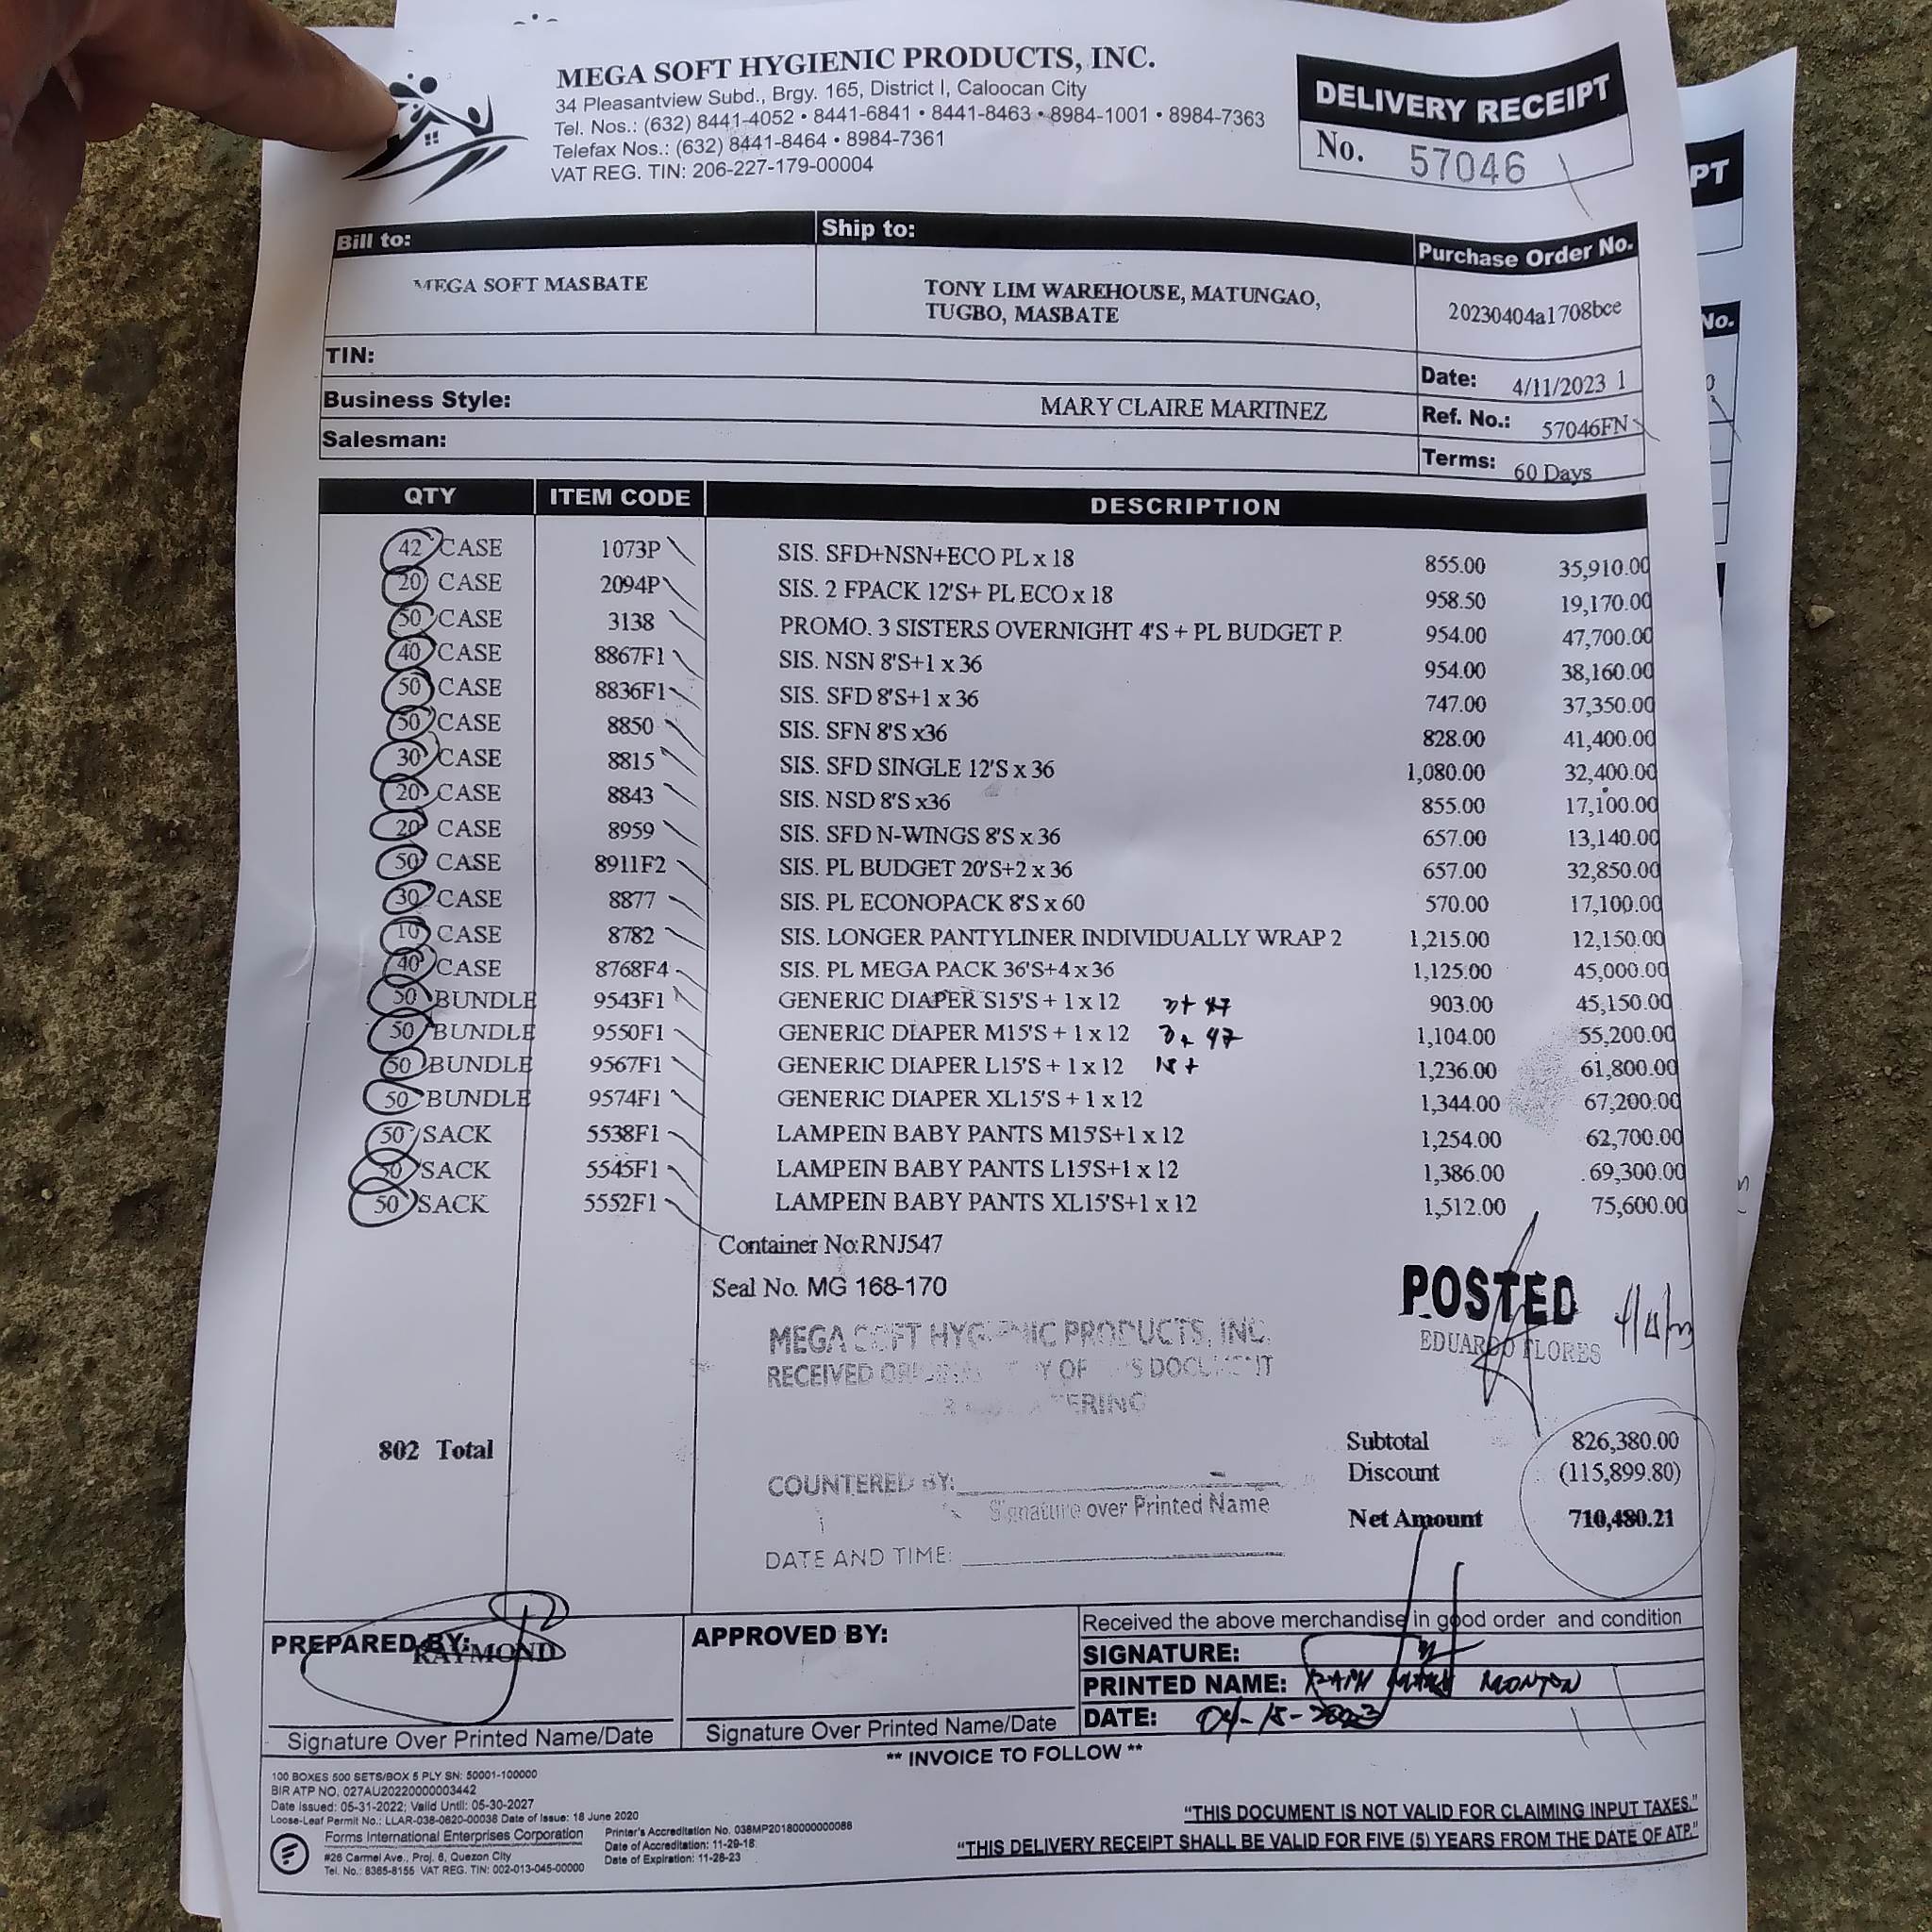 MEGA SOFT HYGIENIC PRODUCTS, INC.
34 Pleasantview Subd., Brgy. 165, District I, Caloocan City
Tel. Nos.: (632) 8441-4052 • 8441-6841 • 8441-8463 • 8984-1001 • 8984-7363
Telefax Nos.: (632) 8441-8464 • 8984-7361
VAT REG. TIN: 206-227-179-00004
DELIVERY RECEIPT
No. 57046
PT
Bill to: Ship to: Purchase Order No.
MEGA SOFT MASBATE TONY LIM WAREHOUSE, MATUNGAO, 20230404a1708bce
TUGBO, MASBATE
No.
TIN: Date: 4/11/2023 1
Business Style: MARY CLAIRE MARTINEZ Ref. No.: 57046FN
Salesman: Terms: 60 Days
QTY ITEM CODE DESCRIPTION
42 CASE 1073P SIS. SFD+NSN+ECO PL x 18 855.00 35,910.00
20 CASE 2094P SIS. 2 FPACK 12'S+ PL ECO x 18 958.50 19,170.00
50 CASE 3138 PROMO. 3 SISTERS OVERNIGHT 4'S + PL BUDGET P. 954.00 47,700.00
40 CASE 8867F1 SIS. NSN 8'S+1 x 36 954.00 38,160.00
50 CASE 8836F1 SIS. SFD 8'S+1 x 36 747.00 37,350.00
50 CASE 8850 SIS. SFN 8'S x36 828.00 41,400.00
30 CASE 8815 SIS. SFD SINGLE 12'S x 36 1,080.00 32,400.00
20 CASE 8843 SIS. NSD 8'S x36 855.00 17,100.00
20 CASE 8959 SIS. SFD N-WINGS 8'S x 36 657.00 13,140.00
50 CASE 8911F2 SIS. PL BUDGET 20'S+2 x 36 657.00 32,850.00
30 CASE 8877 SIS. PL ECONOPACK 8'S x 60 570.00 17,100.00
10 CASE 8782 SIS. LONGER PANTYLINER INDIVIDUALLY WRAP 2 1,215.00 12,150.00
40 CASE 8768F4 SIS. PL MEGA PACK 36'S+4 x 36 1,125.00 45,000.00
50 BUNDLE 9543F1 GENERIC DIAPER S15'S + 1 x 12 3+ 47 903.00 45,150.00
50 BUNDLE 9550F1 GENERIC DIAPER M15'S + 1 x 12 3+ 47 1,104.00 55,200.00
50 BUNDLE 9567F1 GENERIC DIAPER L15'S + 1 x 12 1,236.00 61,800.00
50 BUNDLE 9574F1 GENERIC DIAPER XL15'S + 1 x 12 1,344.00 67,200.00
50 SACK 5538F1 LAMPEIN BABY PANTS M15'S+1 x 12 1,254.00 62,700.00
50 SACK 5545F1 LAMPEIN BABY PANTS L15'S+1 x 12 1,386.00 69,300.00
50 SACK 5552F1 LAMPEIN BABY PANTS XL15'S+1 x 12 1,512.00 75,600.00
Container No:RNJ547
Seal No. MG 168-170
POSTED
EDUARDO FLORES 4/11/23
MEGA SOFT HYGIENIC PRODUCTS, INC.
RECEIVED ORIGINAL COPY OF THIS DOCUMENT
802 Total
Subtotal 826,380.00
Discount (115,899.80)
Net Amount 710,480.21
COUNTERED BY:
Signature over Printed Name
DATE AND TIME:
PREPARED BY: RAYMOND
Signature Over Printed Name/Date
APPROVED BY:
Signature Over Printed Name/Date
Received the above merchandise in good order and condition
SIGNATURE:
PRINTED NAME: MONTON
DATE: 04-18-2023
** INVOICE TO FOLLOW **
100 BOXES 500 SETS/BOX 5 PLY SN: 50001-100000
BIR ATP NO. 027AU20220000003442
Date Issued: 05-31-2022; Valid Until: 05-30-2027
Loose-Leaf Permit No.: LLAR-038-0620-00038 Date of Issue: 18 June 2020
Forms International Enterprises Corporation
#26 Carmel Ave., Proj. 6, Quezon City
Tel. No.: 8365-8155 VAT REG. TIN: 002-013-045-00000
Printer's Accreditation No. 038MP20180000000088
Date of Accreditation: 11-29-18
Date of Expiration: 11-28-23
"THIS DOCUMENT IS NOT VALID FOR CLAIMING INPUT TAXES."
"THIS DELIVERY RECEIPT SHALL BE VALID FOR FIVE (5) YEARS FROM THE DATE OF ATP."